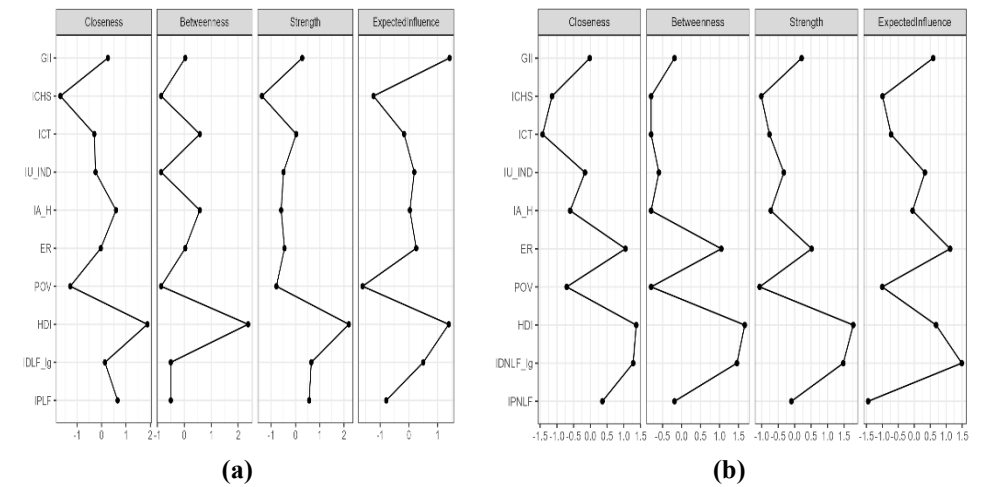 Closeness Betweenness Strength ExpectedInfluence
GII
ICHS
ICT
IU_IND
IA_H
ER
POV
HDI
IDLF_lg
IPLF
-1 0 1 2 -1 0 1 2 -1 0 1 2 -1 0 1
(a)
Closeness Betweenness Strength ExpectedInfluence
GII
ICHS
ICT
IU_IND
IA_H
ER
POV
HDI
IDNLF_lg
IPNLF
-1.5 -1.0 -0.5 0.0 0.5 1.0 1.5 -0.5 0.0 0.5 1.0 1.5 -1.0 -0.5 0.0 0.5 1.0 1.5 -1.5 -1.0 -0.5 0.0 0.5 1.0 1.5
(b)